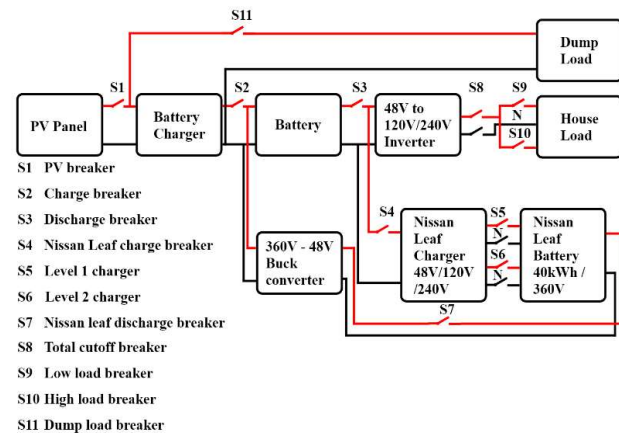 S11
Dump
Load
S1
S2
S3
S8
S9
N
S10
PV Panel
Battery
Charger
Battery
48V to
120V/240V
Inverter
House
Load
S4
S5
N
S6
N
Nissan
Leaf
Charger
48V/120V
/240V
Nissan
Leaf
Battery
40kWh /
360V
360V - 48V
Buck
converter
S7
S1 PV breaker
S2 Charge breaker
S3 Discharge breaker
S4 Nissan Leaf charge breaker
S5 Level 1 charger
S6 Level 2 charger
S7 Nissan leaf discharge breaker
S8 Total cutoff breaker
S9 Low load breaker
S10 High load breaker
S11 Dump load breaker